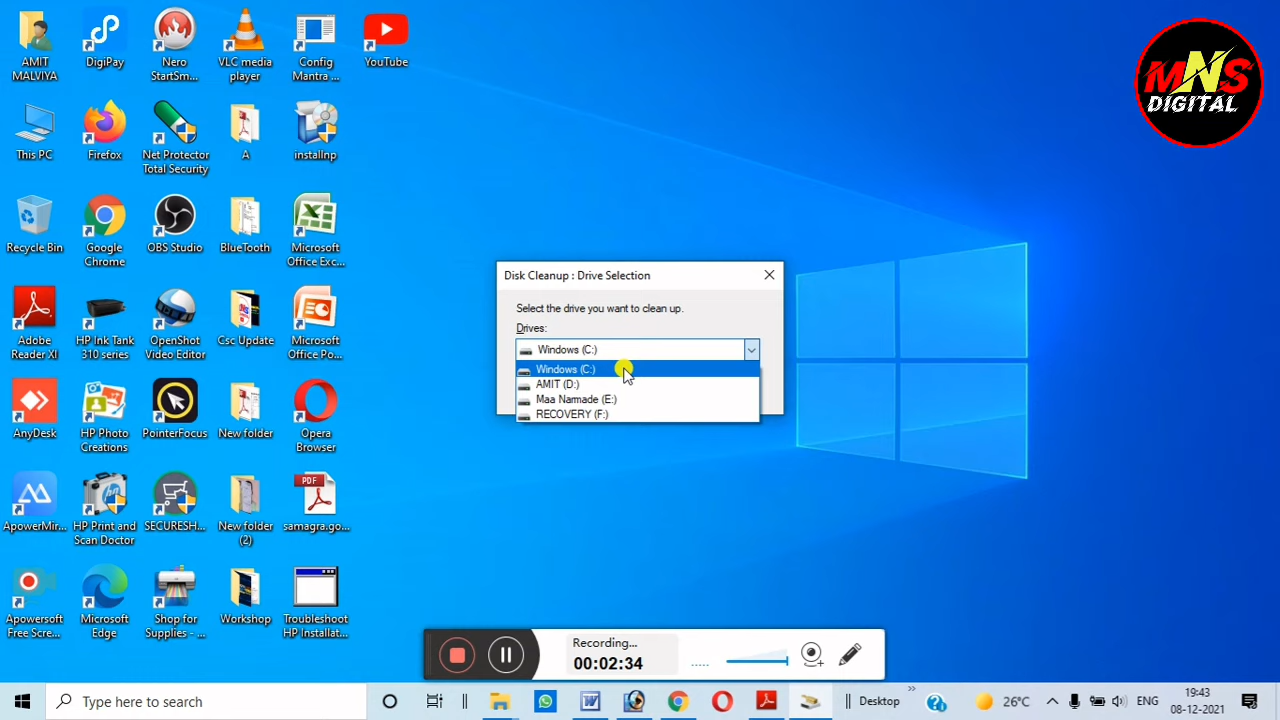 AMIT
MALVIYA
DigiPay
Nero
StartSm...
VLC media
player
Config
Mantra ...
YouTube
MNS
DIGITAL
This PC
Firefox
Net Protector
Total Security
A
installnp
Recycle Bin
Google
Chrome
OBS Studio
BlueTooth
Microsoft
Office Exc...
Disk Cleanup : Drive Selection
Select the drive you want to clean up.
Drives:
Windows (C:)
Windows (C:)
AMIT (D:)
Maa Narmade (E:)
RECOVERY (F:)
Adobe
Reader XI
HP Ink Tank
310 series
OpenShot
Video Editor
Csc Update
Microsoft
Office Po...
AnyDesk
HP Photo
Creations
PointerFocus
New folder
Opera
Browser
ApowerMir...
HP Print and
Scan Doctor
SECURESH...
New folder
(2)
PDF
samagra.go...
Apowersoft
Free Scre...
Microsoft
Edge
Shop for
Supplies - ...
Workshop
Troubleshoot
HP Installat...
Recording...
00:02:34
Type here to search
Desktop
26°C
ENG
19:43
08-12-2021